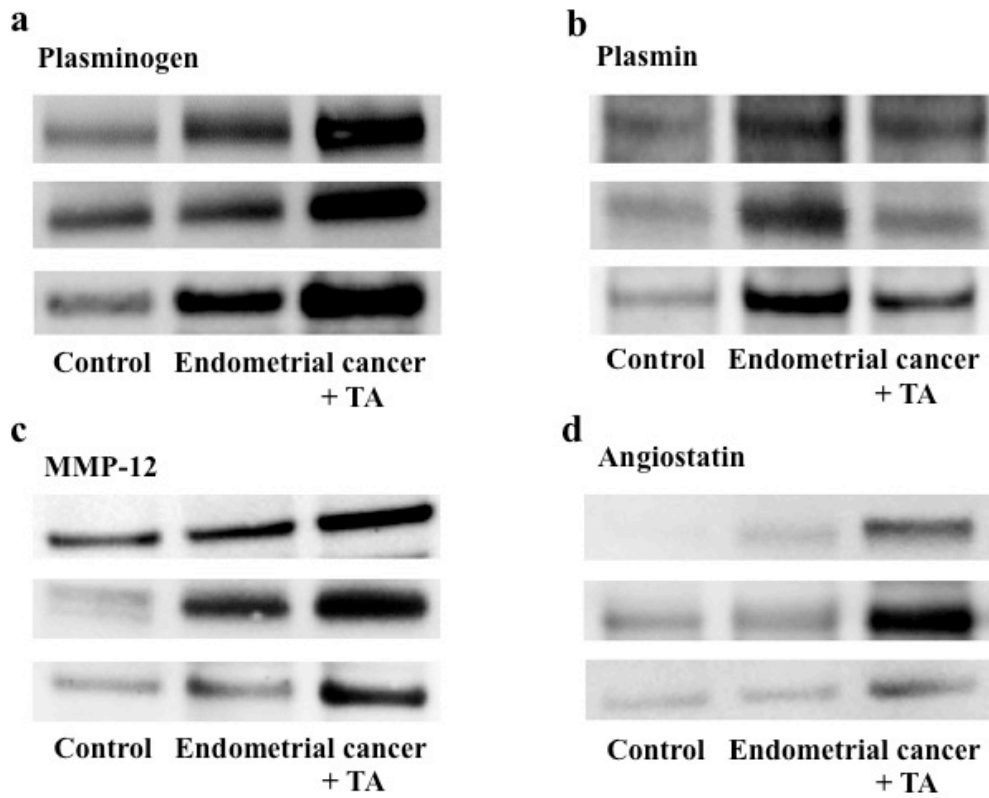 a
Plasminogen
Control Endometrial cancer
+ TA
b
Plasmin
Control Endometrial cancer
+ TA
c
MMP-12
Control Endometrial cancer
+ TA
d
Angiostatin
Control Endometrial cancer
+ TA